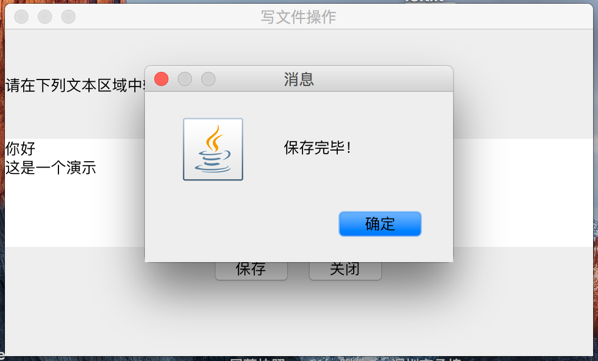 写文件操作
请在下列文本区域中
消息
保存完毕!
你好
这是一个演示
确定
保存
关闭